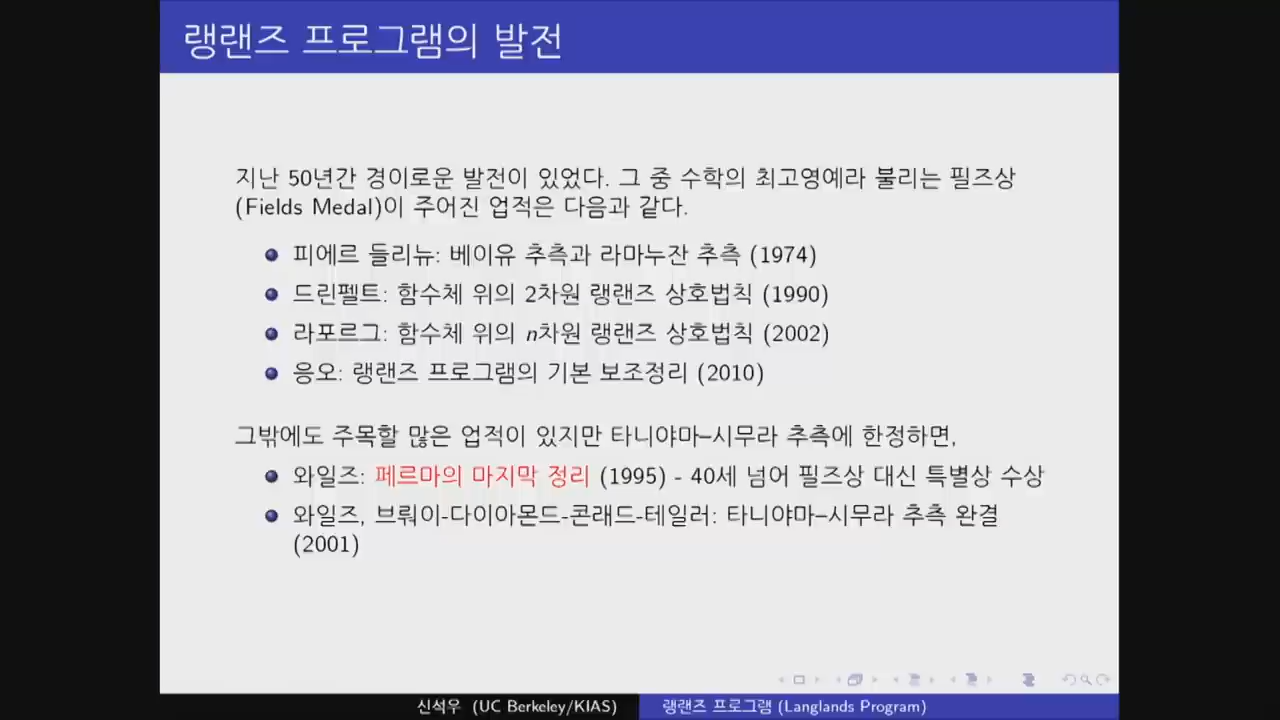 랭랜즈 프로그램의 발전
지난 50년간 경이로운 발전이 있었다. 그 중 수학의 최고영예라 불리는 필즈상
(Fields Medal)이 주어진 업적은 다음과 같다.
피에르 들리뉴: 베이유 추측과 라마누잔 추측 (1974)
드린펠트: 함수체 위의 2차원 랭랜즈 상호법칙 (1990)
라포르그: 함수체 위의 n차원 랭랜즈 상호법칙 (2002)
응오: 랭랜즈 프로그램의 기본 보조정리 (2010)
그밖에도 주목할 많은 업적이 있지만 타니야마–시무라 추측에 한정하면,
와일즈: 페르마의 마지막 정리 (1995) - 40세 넘어 필즈상 대신 특별상 수상
와일즈, 브뤄이-다이아몬드-콘래드-테일러: 타니야마–시무라 추측 완결
(2001)
신석우 (UC Berkeley/KIAS)
랭랜즈 프로그램 (Langlands Program)